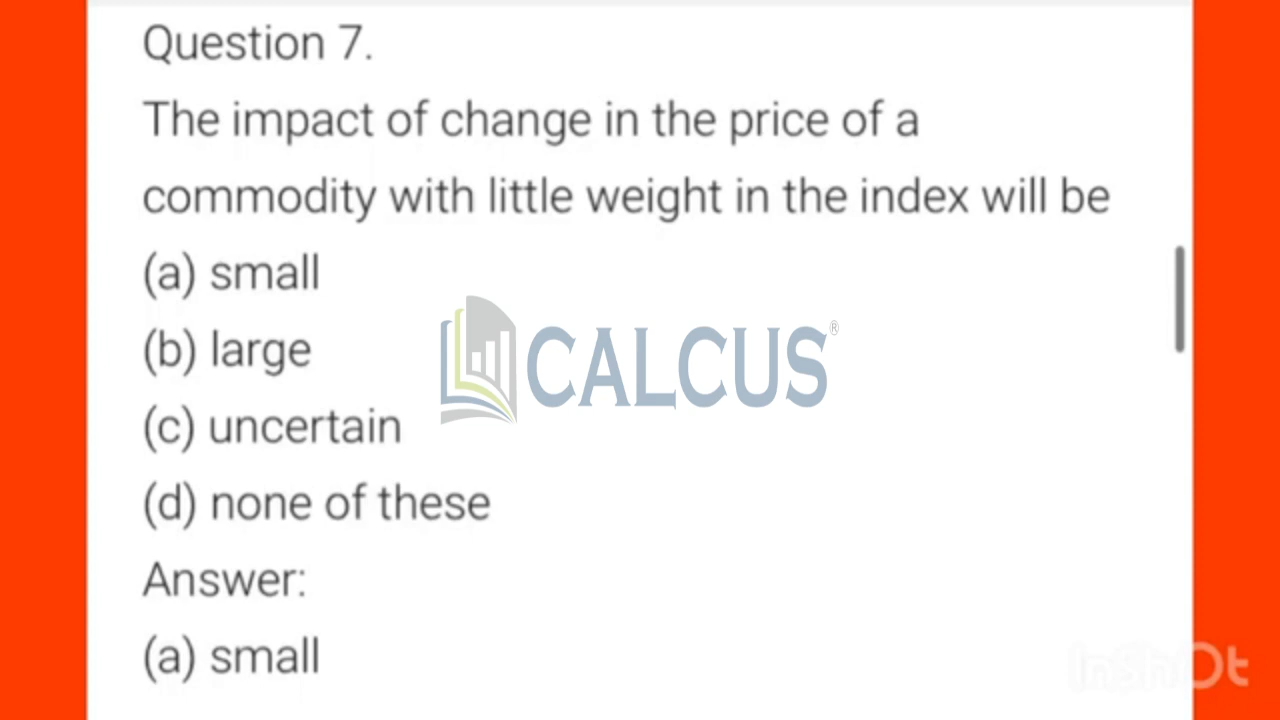 Question 7.
The impact of change in the price of a
commodity with little weight in the index will be
(a) small
(b) large
CALCUS®
(c) uncertain
(d) none of these
Answer:
(a) small
InShOt